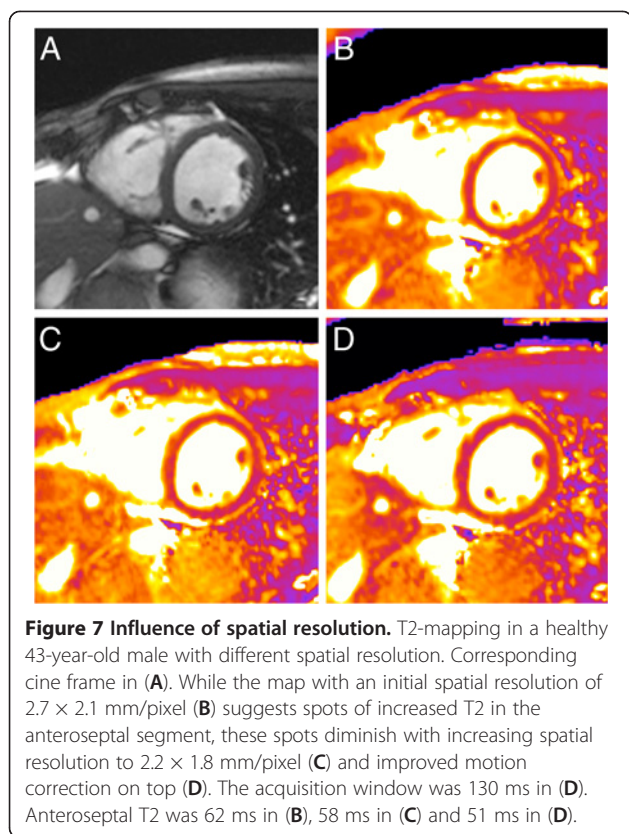 A
B
C
D
Figure 7 Influence of spatial resolution. T2-mapping in a healthy
43-year-old male with different spatial resolution. Corresponding
cine frame in (A). While the map with an initial spatial resolution of
2.7 × 2.1 mm/pixel (B) suggests spots of increased T2 in the
anteroseptal segment, these spots diminish with increasing spatial
resolution to 2.2 × 1.8 mm/pixel (C) and improved motion
correction on top (D). The acquisition window was 130 ms in (D).
Anteroseptal T2 was 62 ms in (B), 58 ms in (C) and 51 ms in (D).